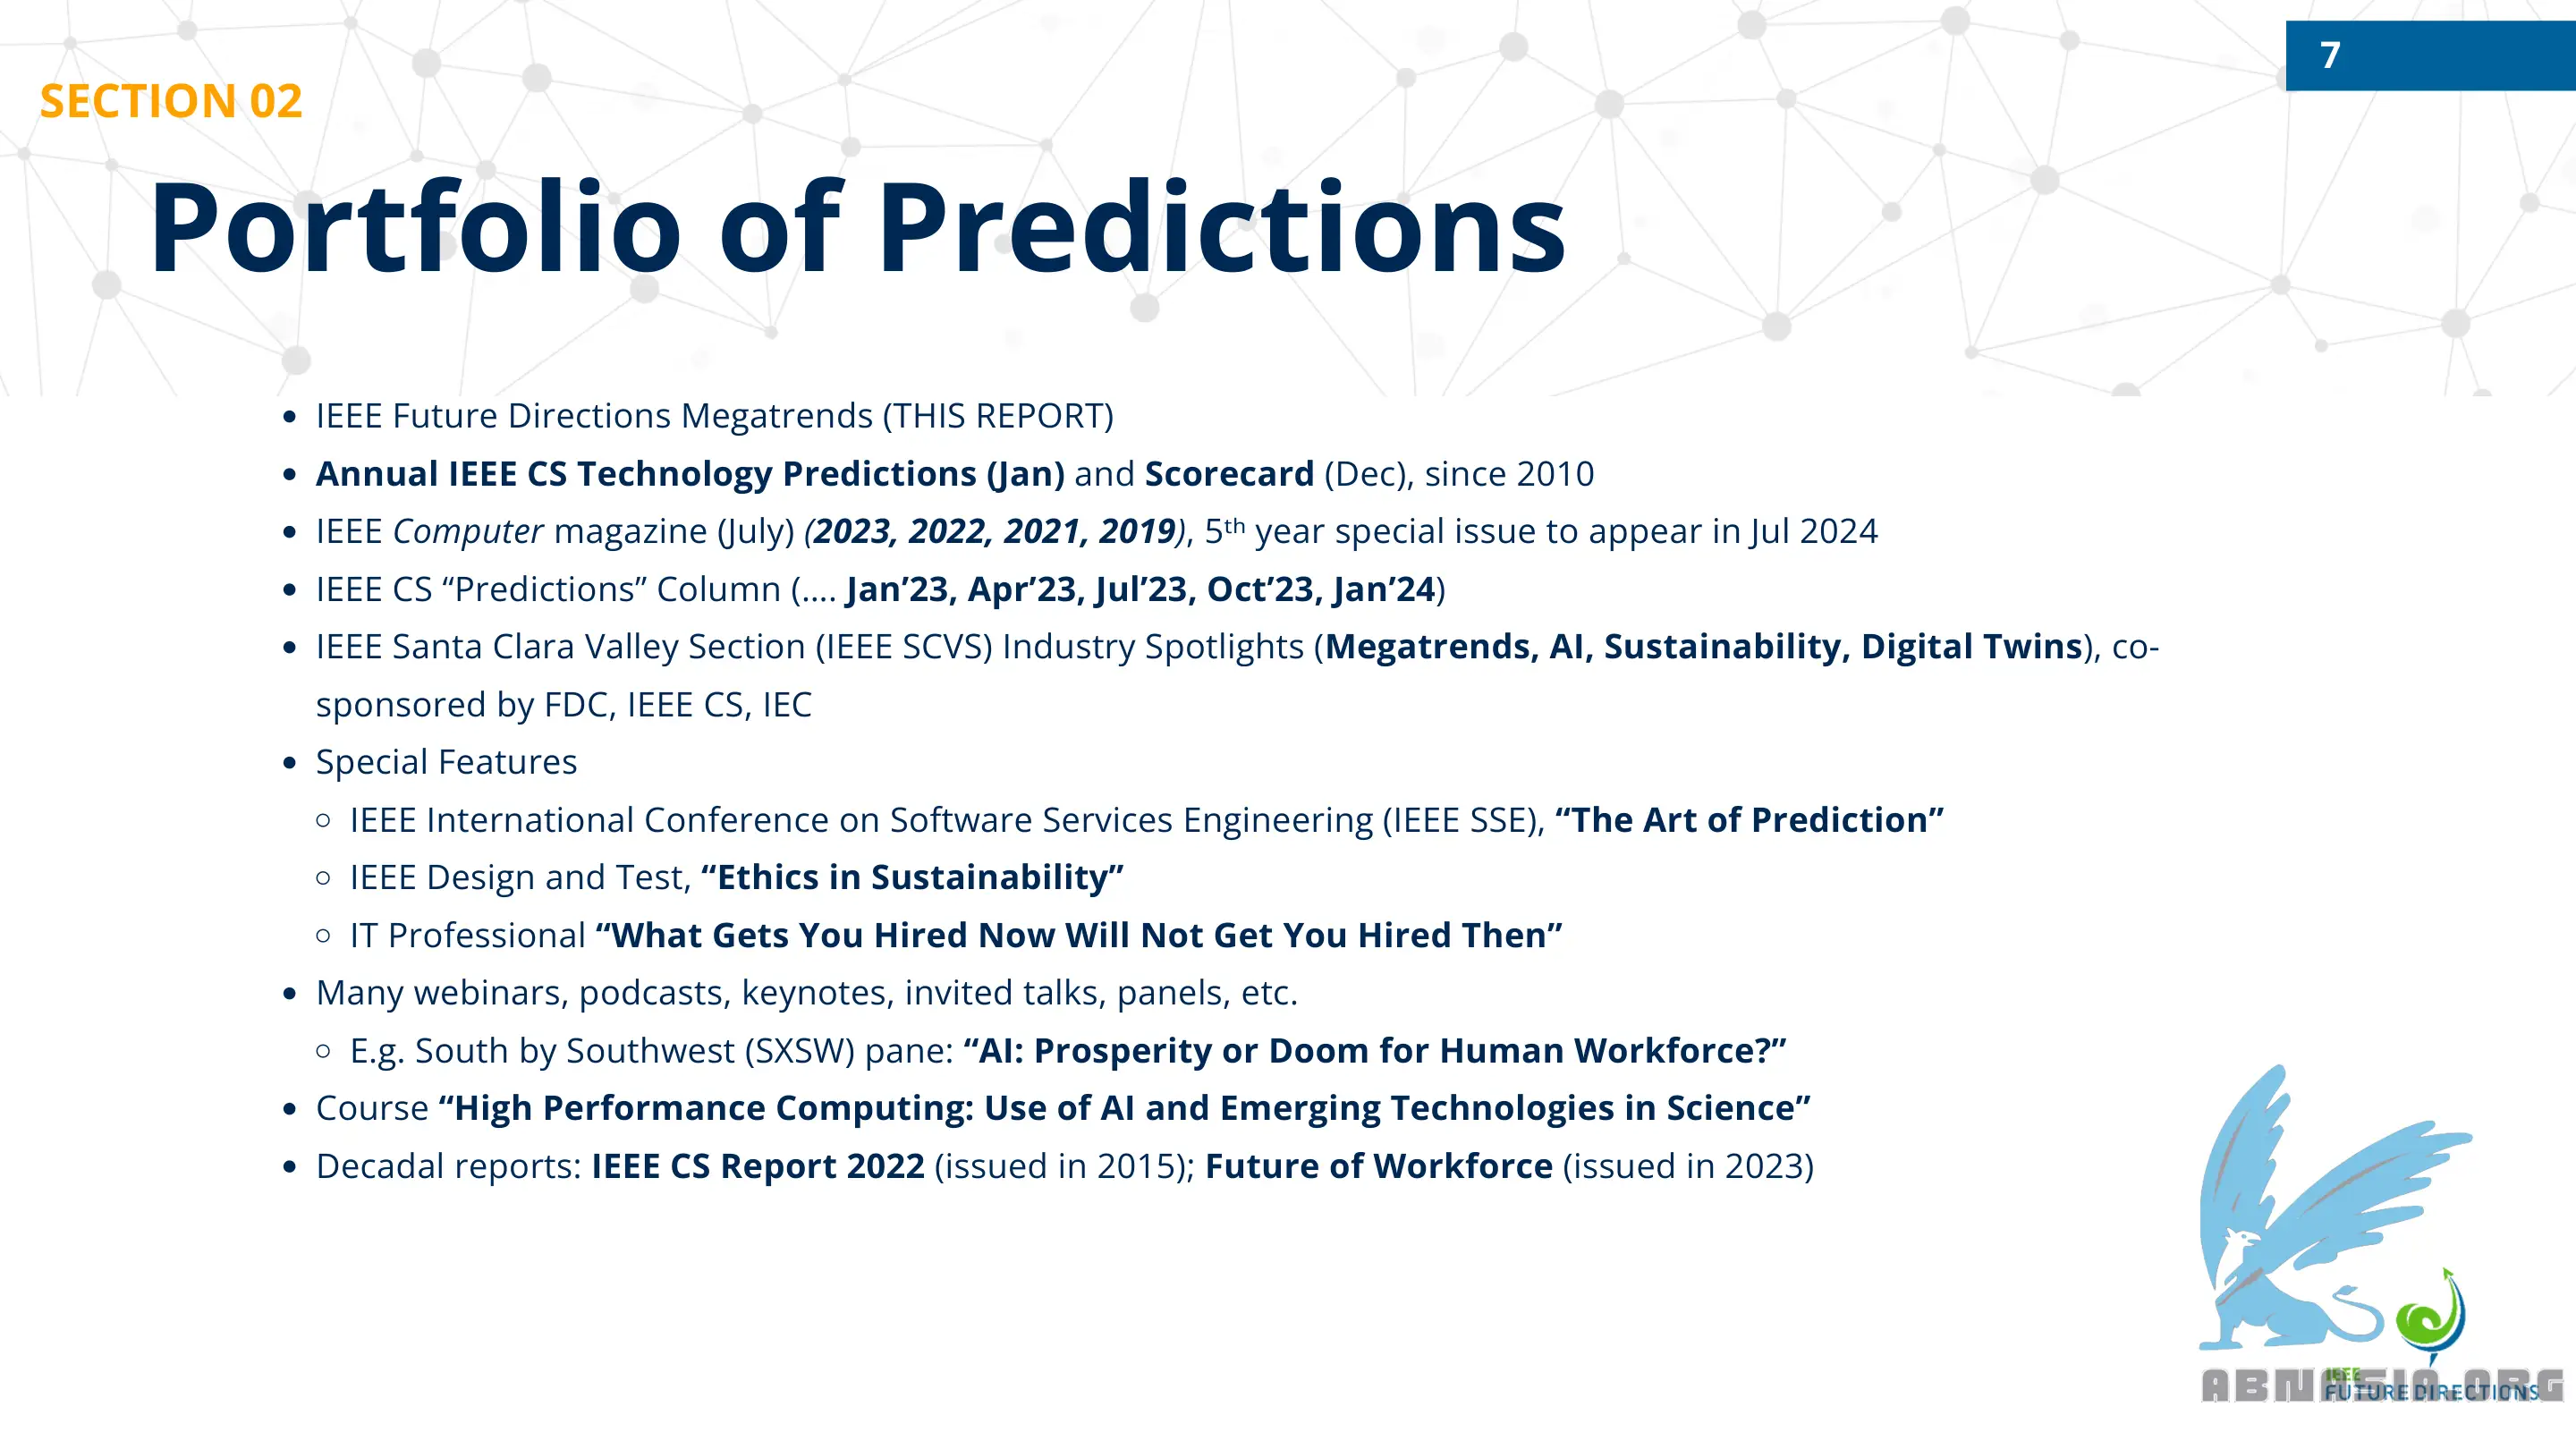 7
SECTION 02
Portfolio of Predictions
• IEEE Future Directions Megatrends (THIS REPORT)
• Annual IEEE CS Technology Predictions (Jan) and Scorecard (Dec), since 2010
• IEEE Computer magazine (July) (2023, 2022, 2021, 2019), 5th year special issue to appear in Jul 2024
• IEEE CS “Predictions” Column (…. Jan’23, Apr’23, Jul’23, Oct’23, Jan’24)
• IEEE Santa Clara Valley Section (IEEE SCVS) Industry Spotlights (Megatrends, AI, Sustainability, Digital Twins), co-
sponsored by FDC, IEEE CS, IEC
• Special Features
○ IEEE International Conference on Software Services Engineering (IEEE SSE), “The Art of Prediction”
○ IEEE Design and Test, “Ethics in Sustainability”
○ IT Professional “What Gets You Hired Now Will Not Get You Hired Then”
• Many webinars, podcasts, keynotes, invited talks, panels, etc.
○ E.g. South by Southwest (SXSW) pane: “AI: Prosperity or Doom for Human Workforce?”
• Course “High Performance Computing: Use of AI and Emerging Technologies in Science”
• Decadal reports: IEEE CS Report 2022 (issued in 2015); Future of Workforce (issued in 2023)
IEEE
FUTURE DIRECTIONS
ABNASIA.ORG